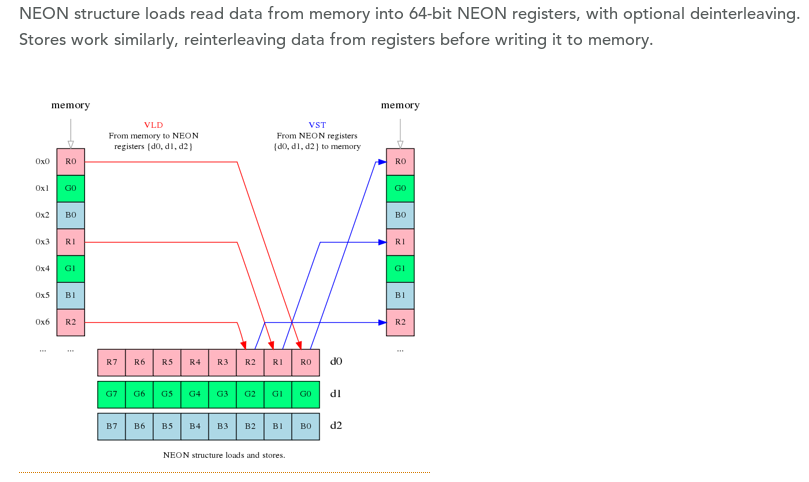 NEON structure loads read data from memory into 64-bit NEON registers, with optional deinterleaving.
Stores work similarly, reinterleaving data from registers before writing it to memory.
memory
memory
VLD
From memory to NEON
registers {d0, d1, d2}
VST
From NEON registers
{d0, d1, d2} to memory
0x0 R0 R0
0x1 G0 G0
0x2 B0 B0
0x3 R1 R1
0x4 G1 G1
0x5 B1 B1
0x6 R2 R2
... ... ...
R7 R6 R5 R4 R3 R2 R1 R0 d0
G7 G6 G5 G4 G3 G2 G1 G0 d1
B7 B6 B5 B4 B3 B2 B1 B0 d2
NEON structure loads and stores.